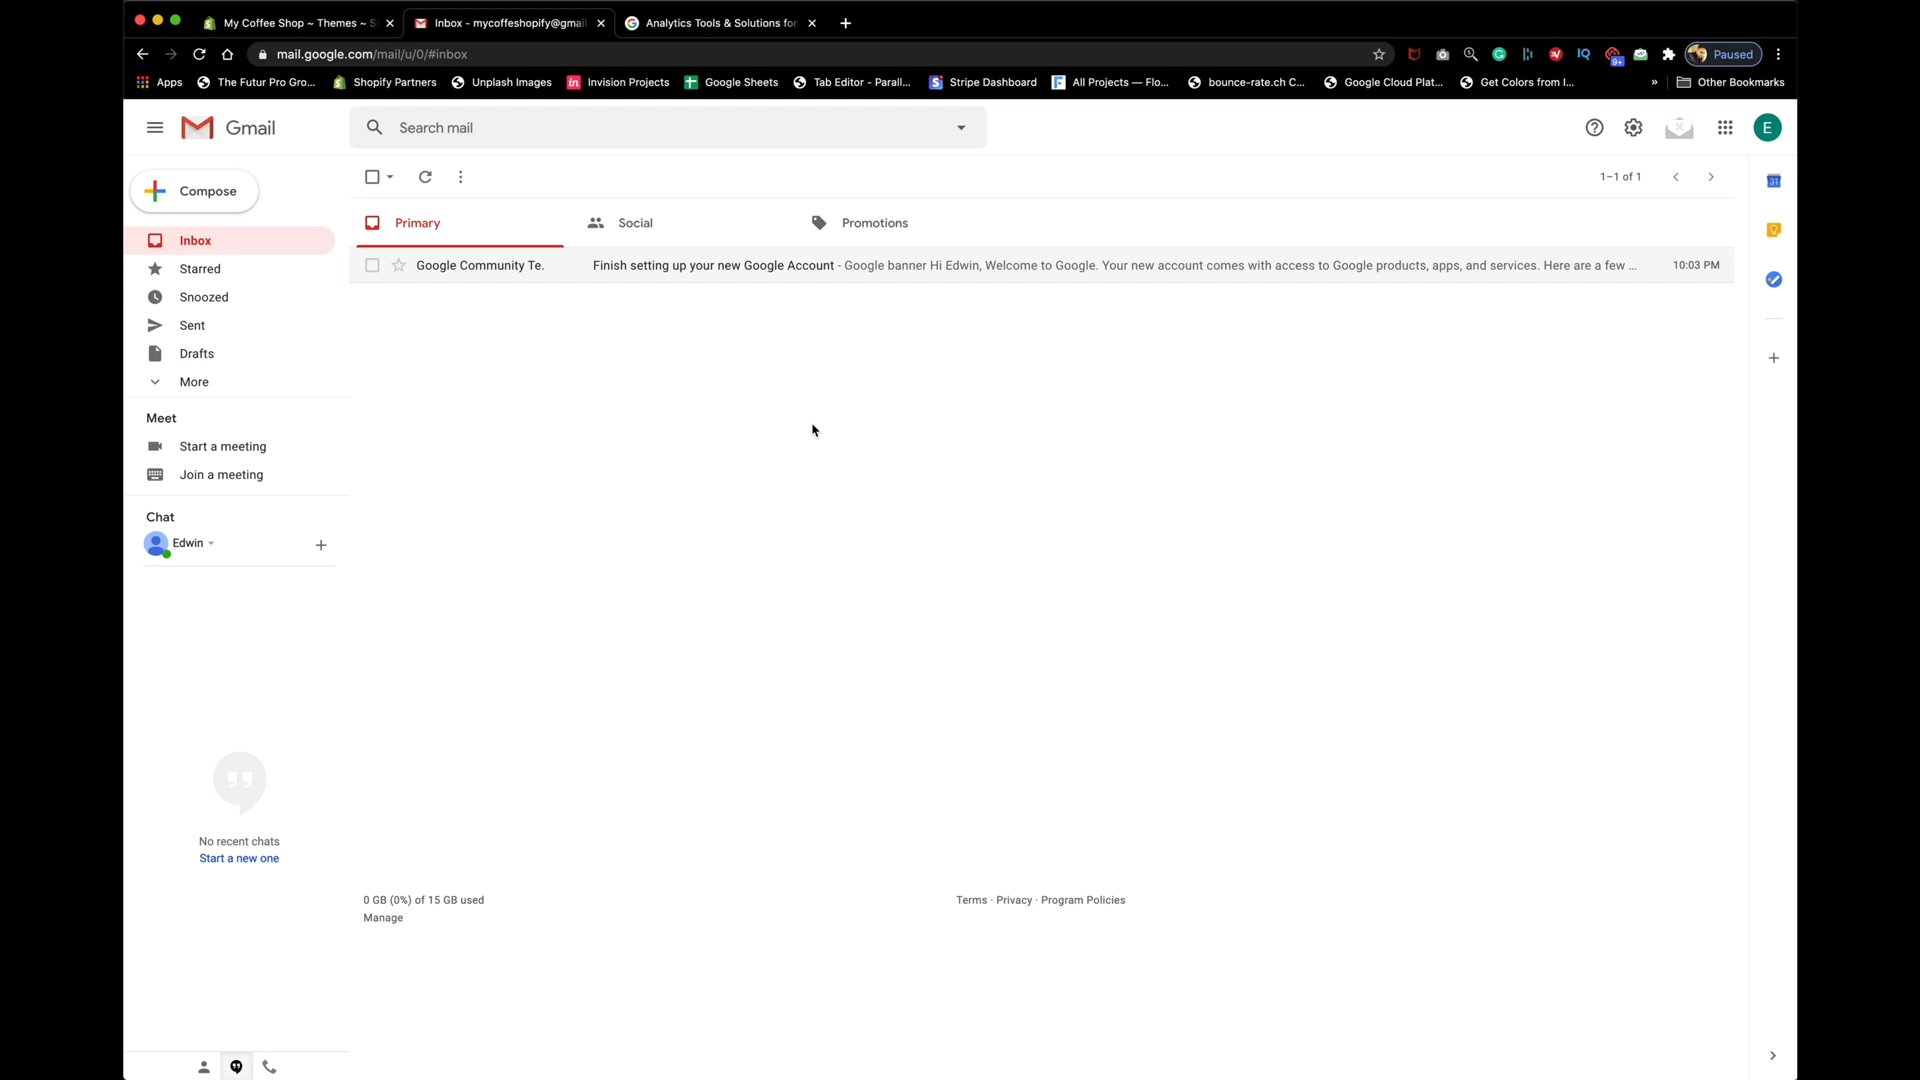 My Coffee Shop ~ Themes ~ S
Inbox - mycoffeshopify@gmail
Analytics Tools & Solutions for
mail.google.com/mail/u/0/#inbox
9+
Paused
Apps
The Futur Pro Gro...
Shopify Partners
Unplash Images
in
Invision Projects
Google Sheets
Tab Editor - Parall...
Stripe Dashboard
All Projects — Flo...
bounce-rate.ch C...
Google Cloud Plat...
Get Colors from I...
»
Other Bookmarks
Gmail
Search mail
E
Compose
1–1 of 1
31
Primary
Social
Promotions
Inbox
Google Community Te. Finish setting up your new Google Account - Google banner Hi Edwin, Welcome to Google. Your new account comes with access to Google products, apps, and services. Here are a few ... 10:03 PM
Starred
Snoozed
Sent
Drafts
More
Meet
Start a meeting
Join a meeting
Chat
Edwin
No recent chats
Start a new one
0 GB (0%) of 15 GB used
Manage
Terms · Privacy · Program Policies